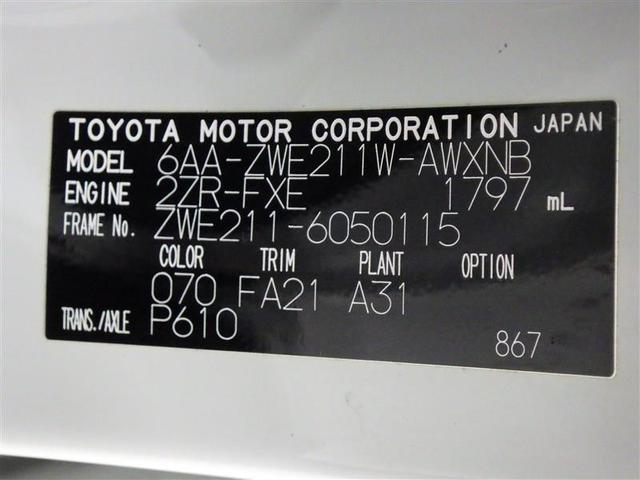 TOYOTA MOTOR CORPORATION JAPAN
MODEL 6AA-ZWE211W-AWXNB
ENGINE 2ZR-FXE 1797 mL
FRAME No. ZWE211-6050115
COLOR TRIM PLANT OPTION
070 FA21 A31
TRANS./AXLE P610
867